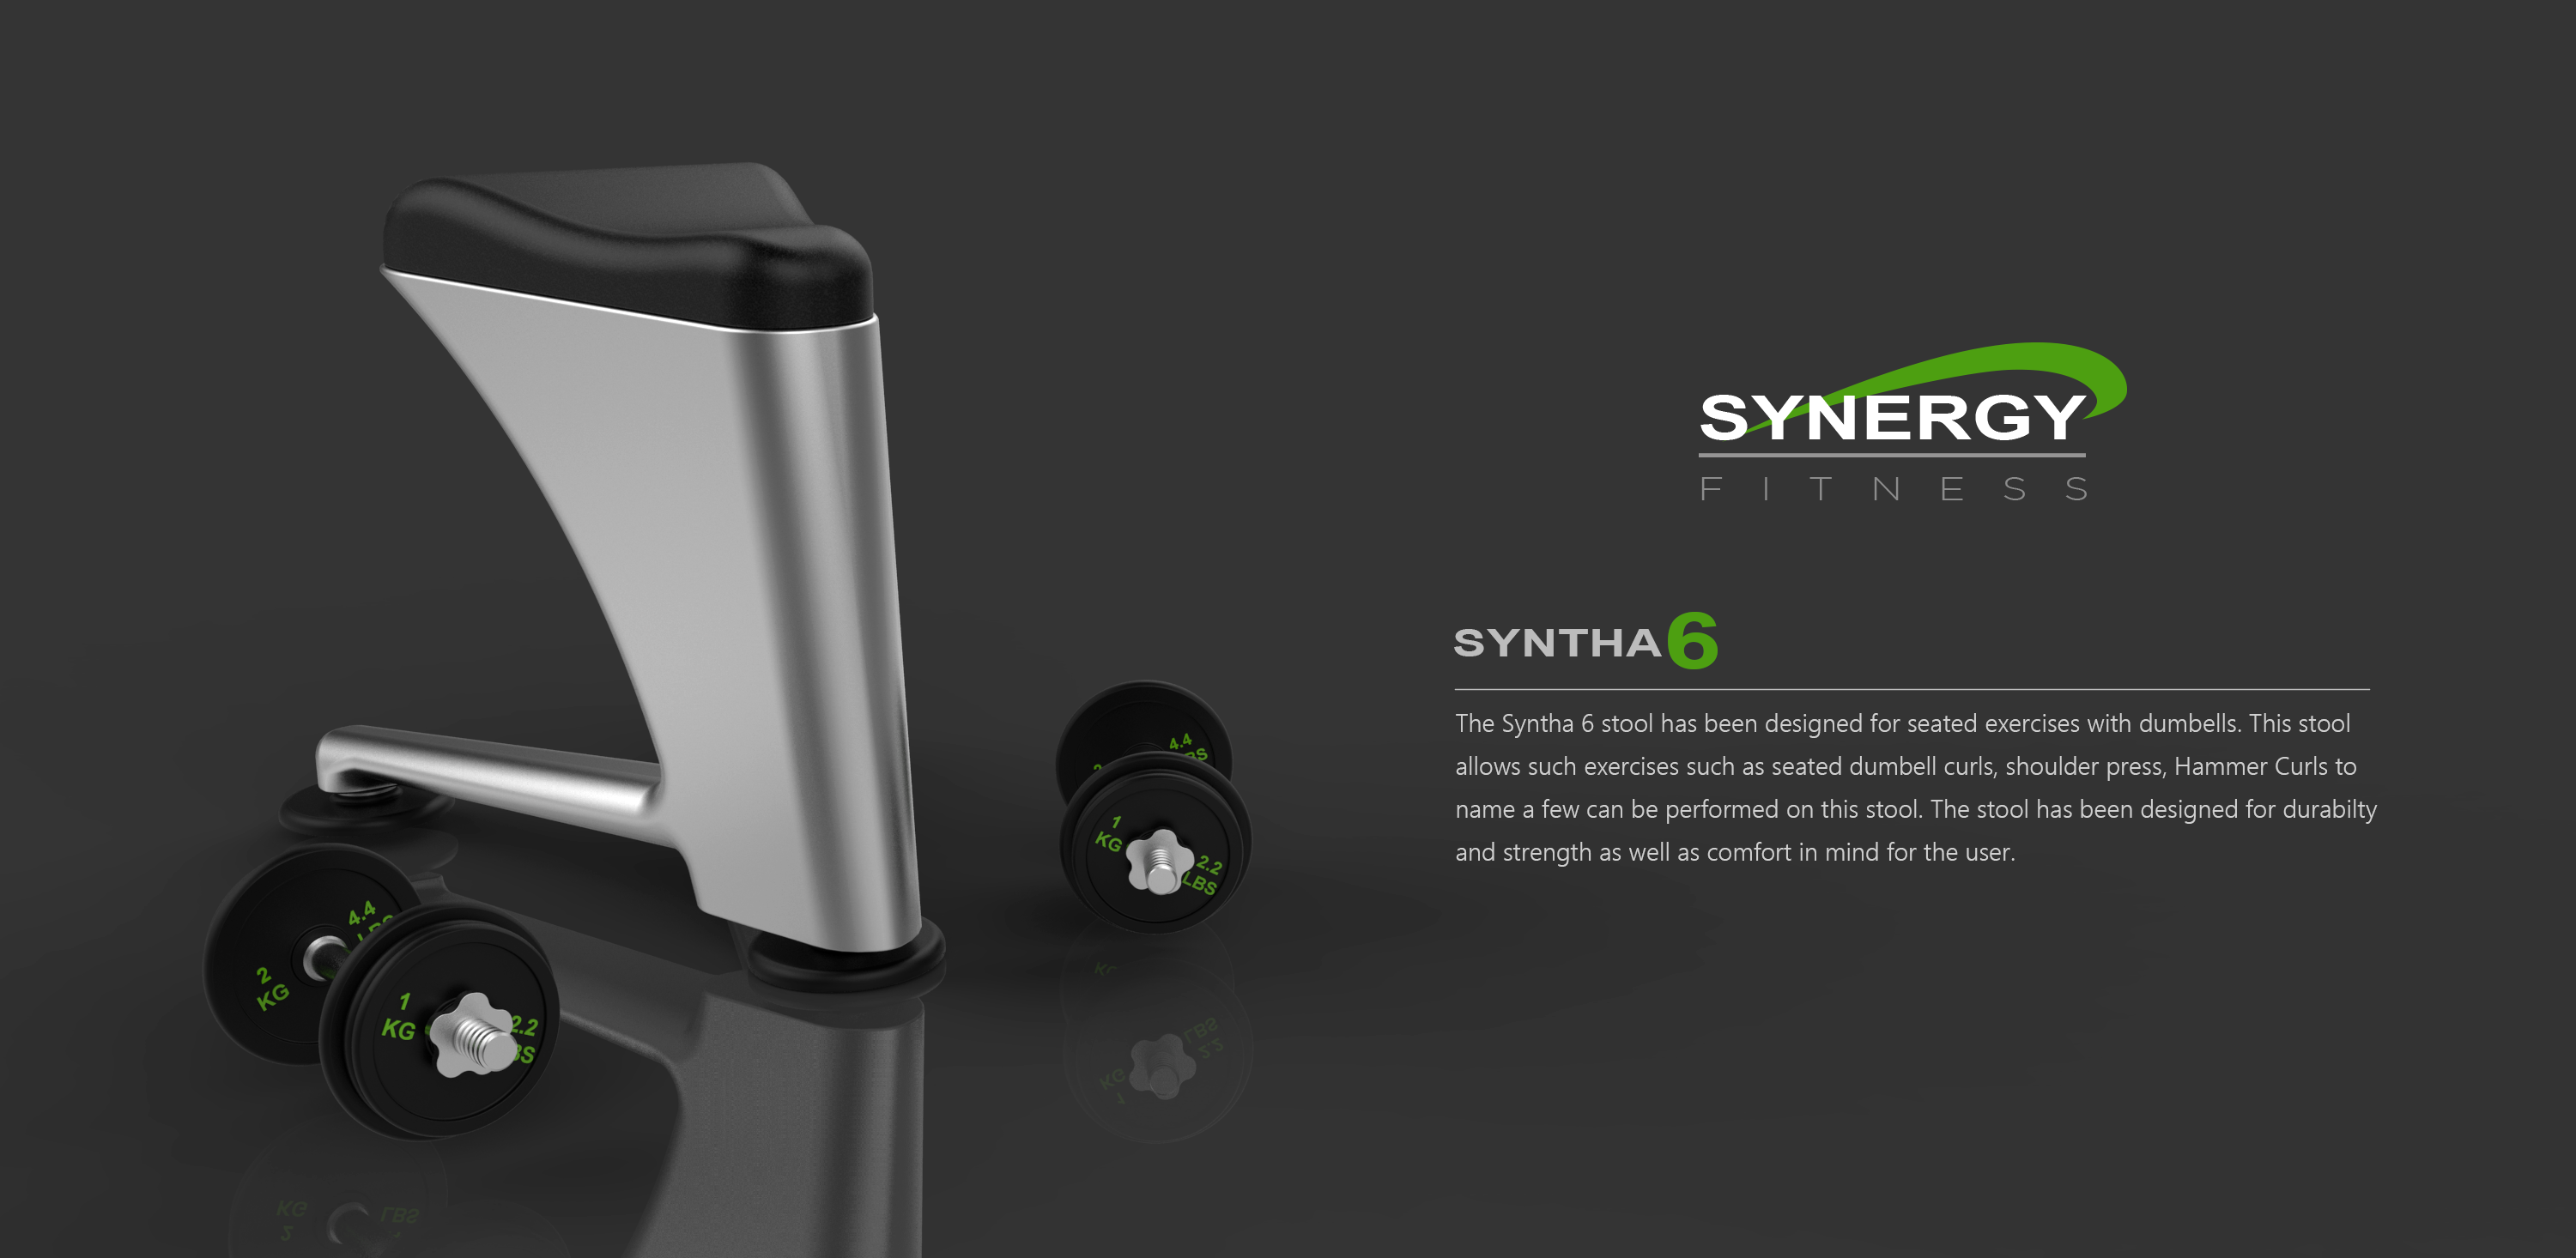 SYNERGY
FITNESS
SYNTHA6
The Syntha 6 stool has been designed for seated exercises with dumbells. This stool
allows such exercises such as seated dumbell curls, shoulder press, Hammer Curls to
name a few can be performed on this stool. The stool has been designed for durabilty
and strength as well as comfort in mind for the user.
4.4
1
KG
2.2
LBS
4.4
2
KG
1
KG
2.2